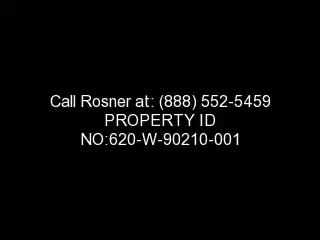 Call Rosner at: (888) 552-5459
PROPERTY ID
NO:620-W-90210-001